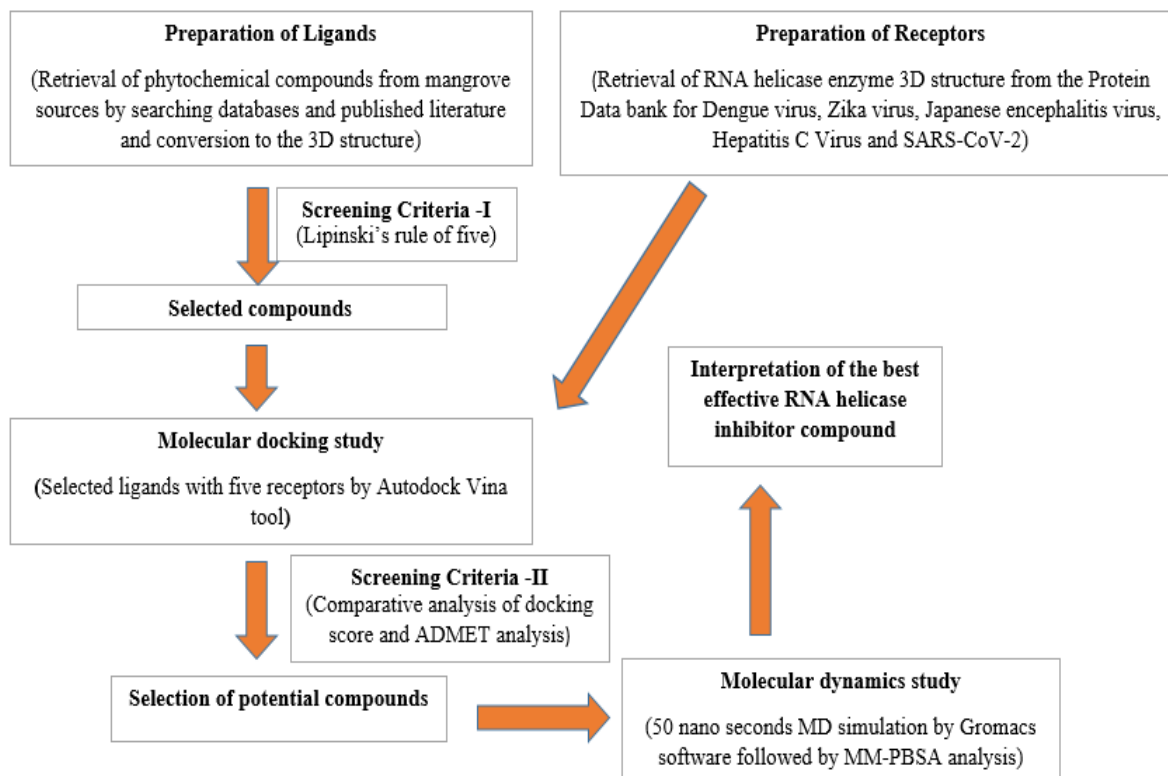 Preparation of Ligands
(Retrieval of phytochemical compounds from mangrove
sources by searching databases and published literature
and conversion to the 3D structure)
Preparation of Receptors
(Retrieval of RNA helicase enzyme 3D structure from the Protein
Data bank for Dengue virus, Zika virus, Japanese encephalitis virus,
Hepatitis C Virus and SARS-CoV-2)
Screening Criteria -I
(Lipinski’s rule of five)
Selected compounds
Molecular docking study
(Selected ligands with five receptors by Autodock Vina
tool)
Screening Criteria -II
(Comparative analysis of docking
score and ADMET analysis)
Selection of potential compounds
Molecular dynamics study
(50 nano seconds MD simulation by Gromacs
software followed by MM-PBSA analysis)
Interpretation of the best
effective RNA helicase
inhibitor compound